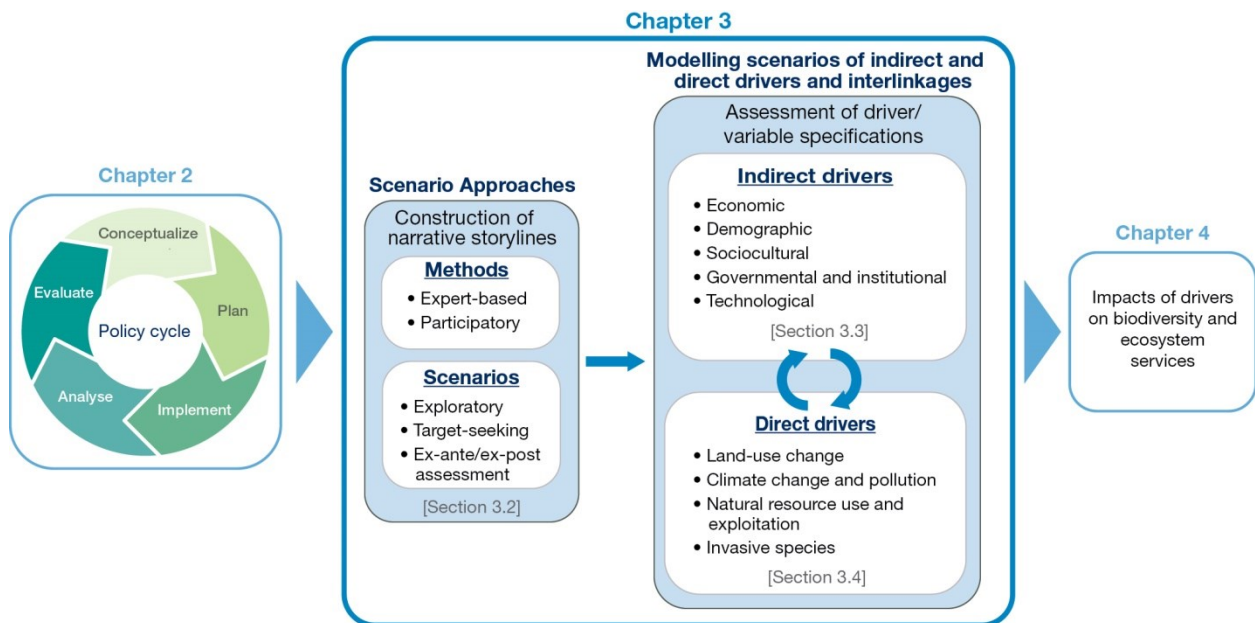 Chapter 3
Chapter 2
Conceptualize
Plan
Implement
Analyse
Evaluate
Policy cycle
Scenario Approaches
Construction of
narrative storylines
Methods
• Expert-based
• Participatory
Scenarios
• Exploratory
• Target-seeking
• Ex-ante/ex-post
assessment
[Section 3.2]
Modelling scenarios of indirect and
direct drivers and interlinkages
Assessment of driver/
variable specifications
Indirect drivers
• Economic
• Demographic
• Sociocultural
• Governmental and institutional
• Technological
[Section 3.3]
Direct drivers
• Land-use change
• Climate change and pollution
• Natural resource use and
exploitation
• Invasive species
[Section 3.4]
Chapter 4
Impacts of drivers
on biodiversity and
ecosystem
services